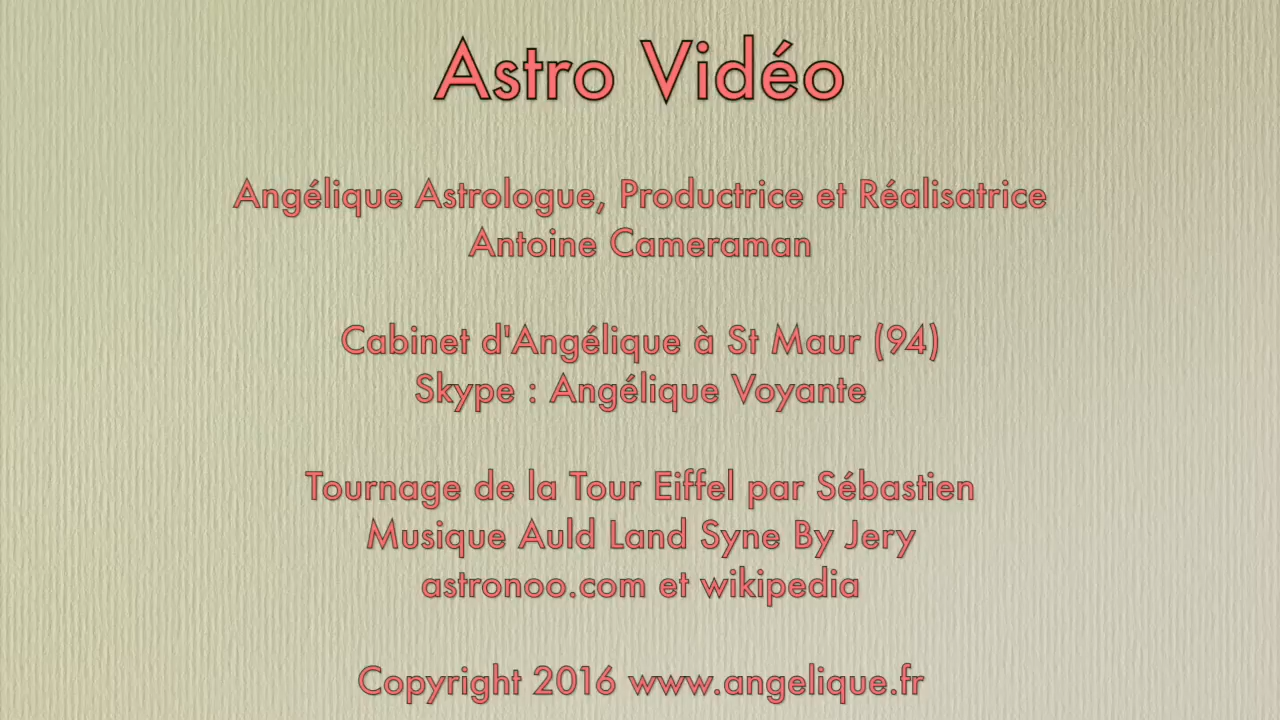 Astro Vidéo
Angélique Astrologue, Productrice et Réalisatrice
Antoine Cameraman
Cabinet d'Angélique à St Maur (94)
Skype : Angélique Voyante
Tournage de la Tour Eiffel par Sébastien
Musique Auld Land Syne By Jery
astronoo.com et wikipedia
Copyright 2016 www.angelique.fr